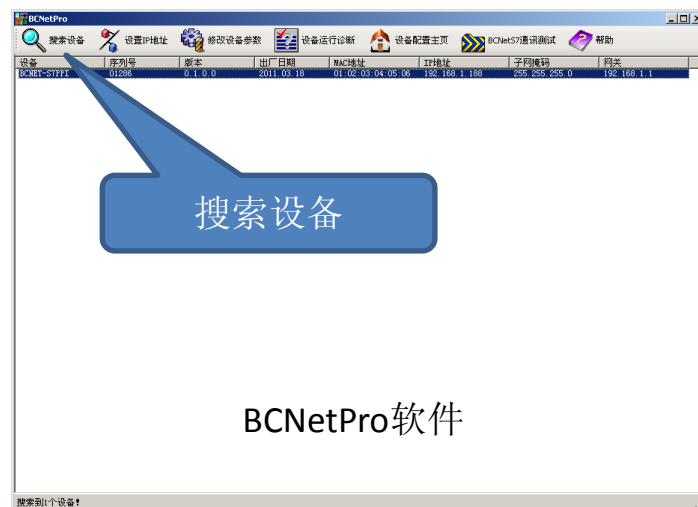 BCNetPro
搜索设备 设置IP地址 修改设备参数 设备运行诊断 设备配置主页 BCNetS7通讯测试 帮助
设备 序列号 版本 出厂日期 MAC地址 IP地址 子网掩码 网关
BCNET-S7PPI 01286 0.1.0.0 2011.03.18 01:02:03:04:05:06 192.168.1.188 255.255.255.0 192.168.1.1
搜索设备
BCNetPro软件
搜索到1个设备!